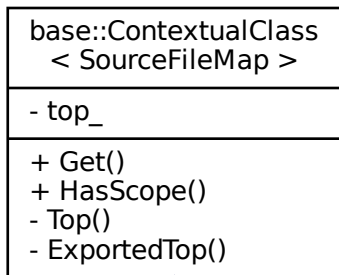 base::ContextualClass
< SourceFileMap >
- top_
+ Get()
+ HasScope()
- Top()
- ExportedTop()